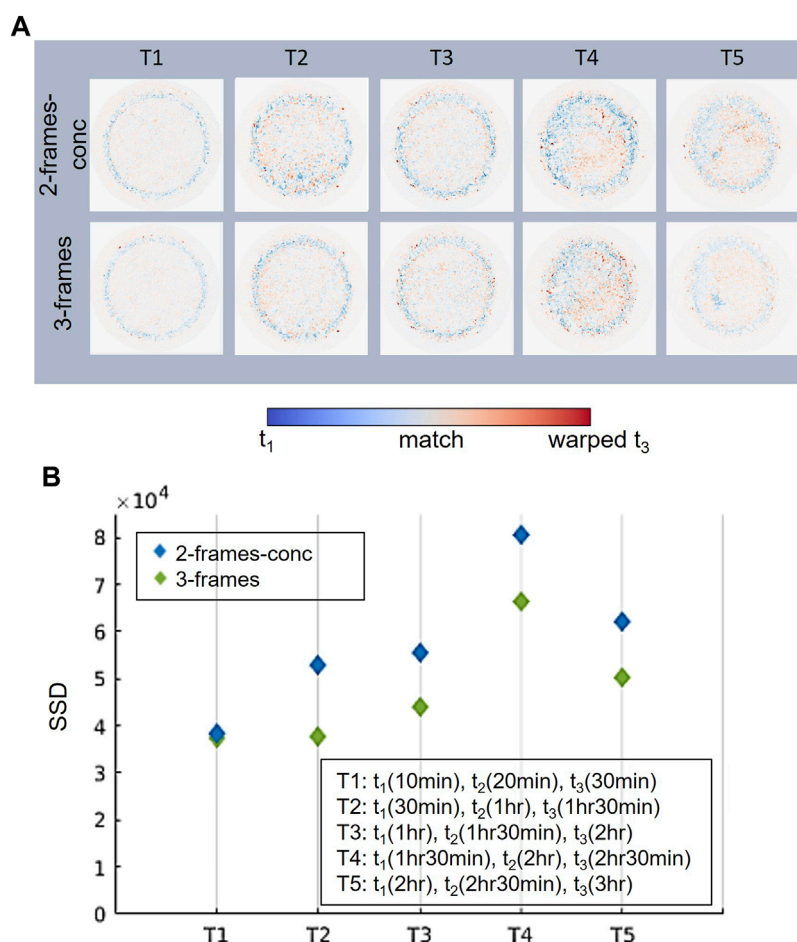 A
T1 T2 T3 T4 T5
2-frames-
conc
3-frames
t₁ match warped t₃
B
×10⁴
8
7
6
5
4
3
2
1
0
SSD
2-frames-conc
3-frames
T1: t₁(10min), t₂(20min), t₃(30min)
T2: t₁(30min), t₂(1hr), t₃(1hr30min)
T3: t₁(1hr), t₂(1hr30min), t₃(2hr)
T4: t₁(1hr30min), t₂(2hr), t₃(2hr30min)
T5: t₁(2hr), t₂(2hr30min), t₃(3hr)
T1 T2 T3 T4 T5